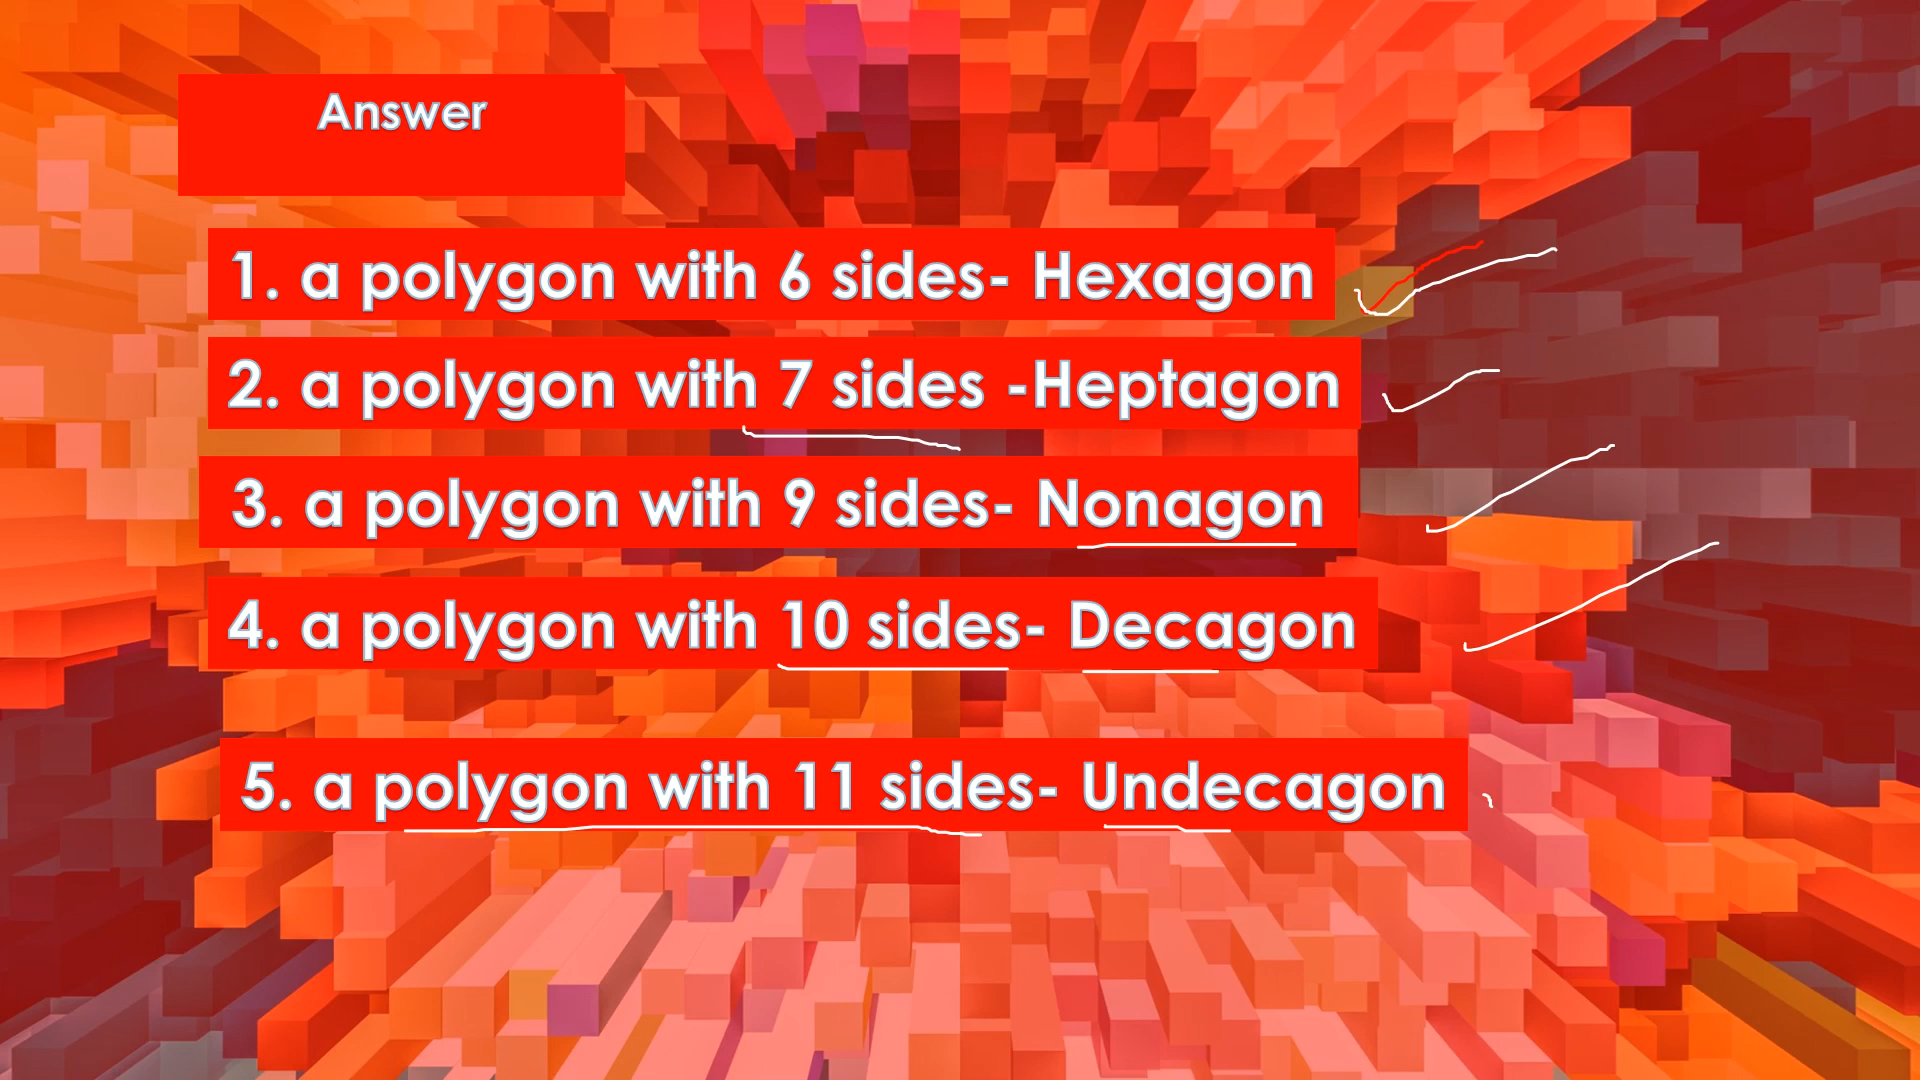 Answer
1. a polygon with 6 sides- Hexagon
2. a polygon with 7 sides -Heptagon
3. a polygon with 9 sides- Nonagon
4. a polygon with 10 sides- Decagon
5. a polygon with 11 sides- Undecagon